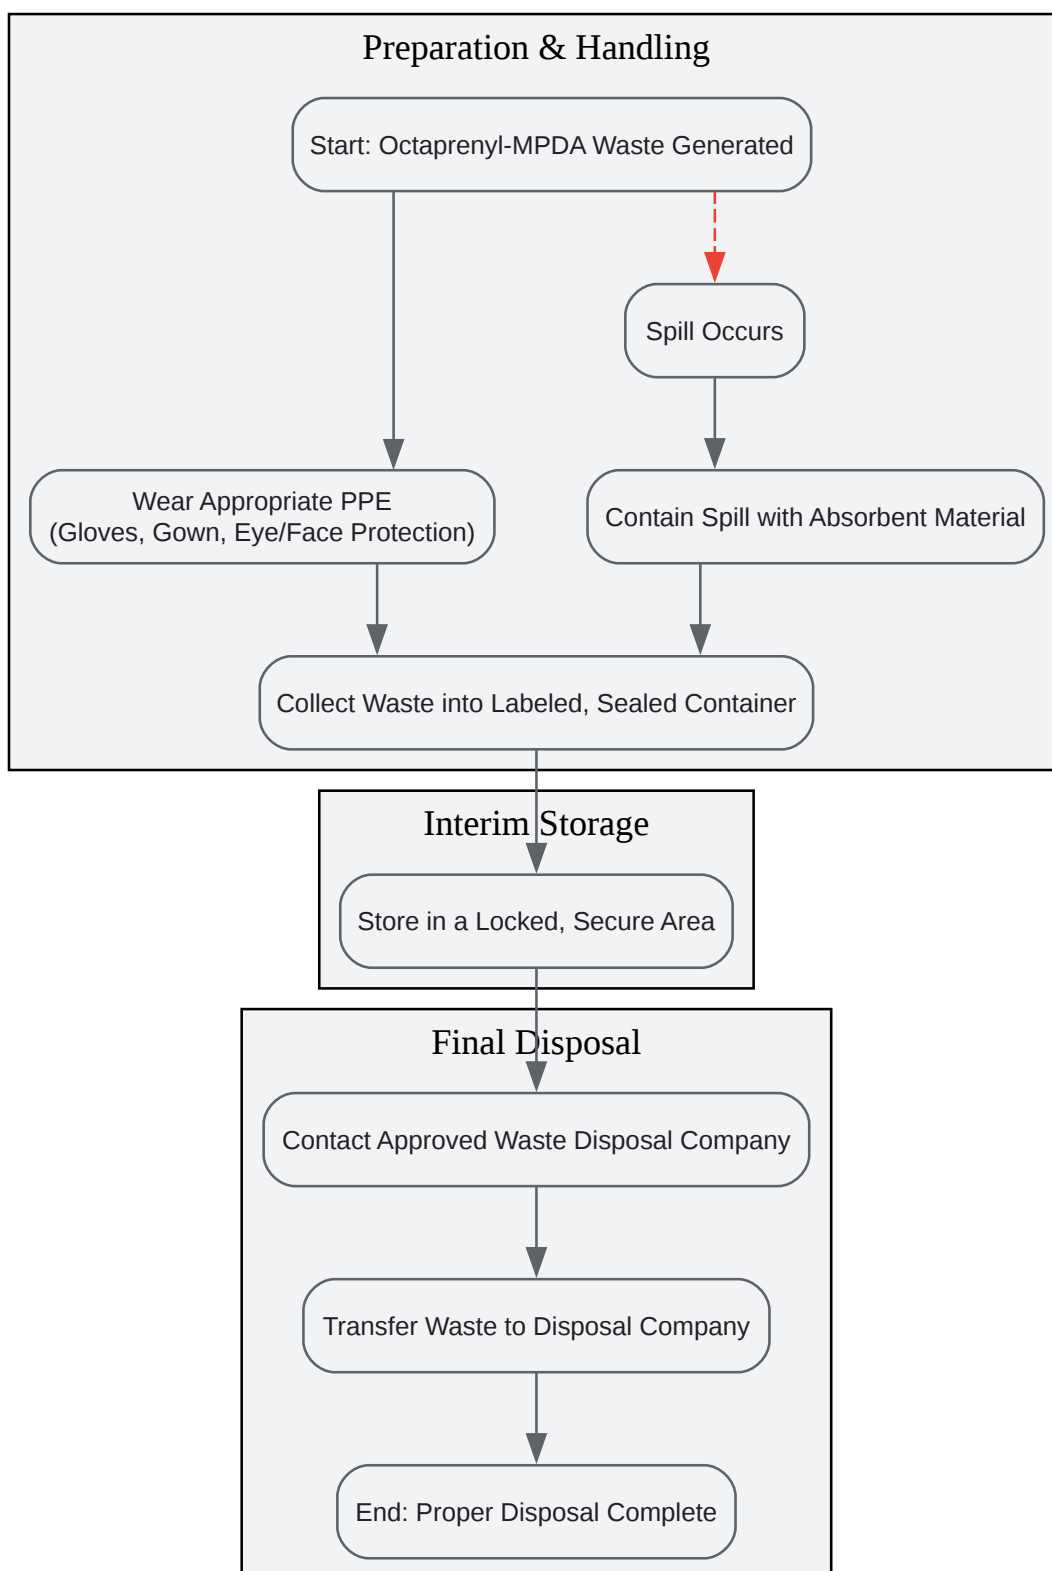 Preparation & Handling
Start: Octaprenyl-MPDA Waste Generated
Spill Occurs
Wear Appropriate PPE
(Gloves, Gown, Eye/Face Protection)
Contain Spill with Absorbent Material
Collect Waste into Labeled, Sealed Container
Interim Storage
Store in a Locked, Secure Area
Final Disposal
Contact Approved Waste Disposal Company
Transfer Waste to Disposal Company
End: Proper Disposal Complete